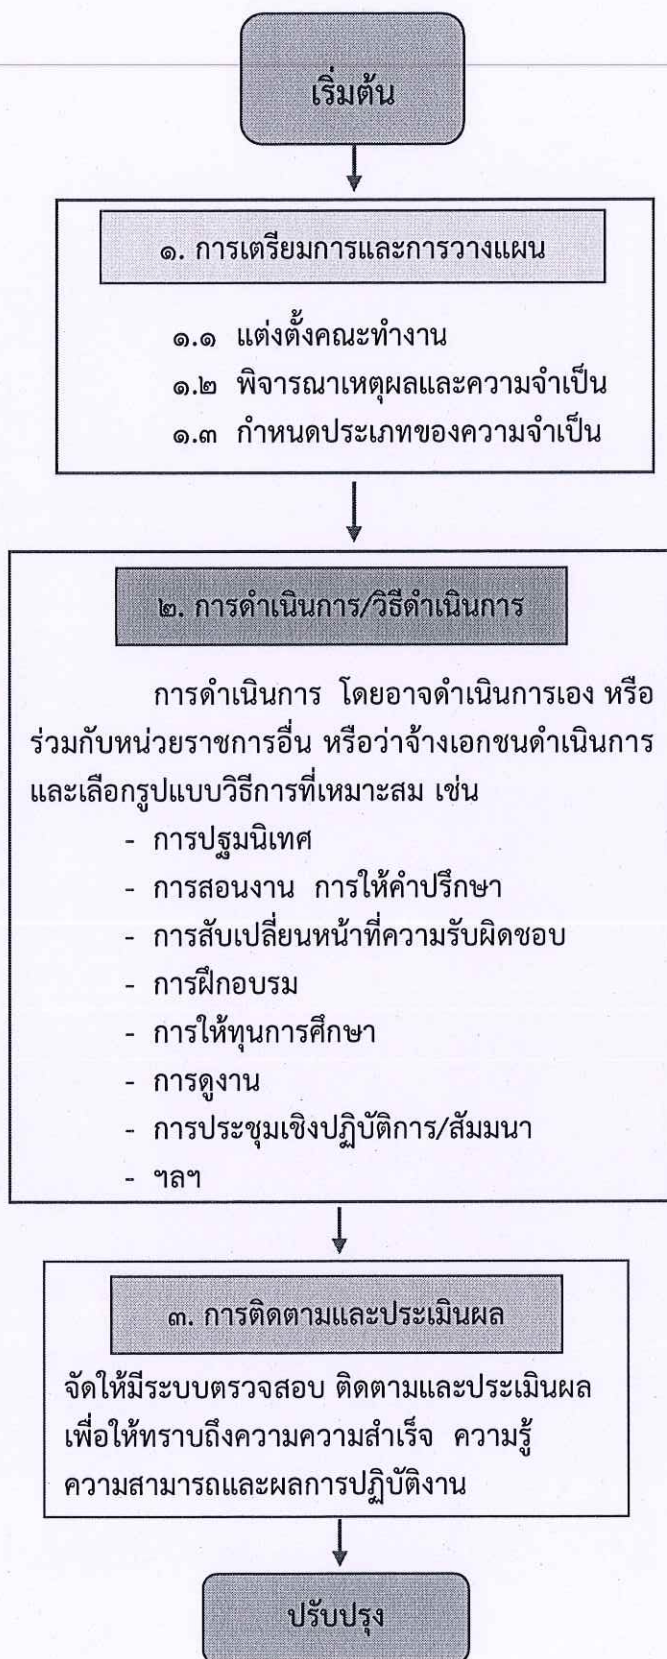 เริ่มต้น
๑. การเตรียมการและการวางแผน
๑.๑ แต่งตั้งคณะทำงาน
๑.๒ พิจารณาเหตุผลและความจำเป็น
๑.๓ กำหนดประเภทของความจำเป็น
๒. การดำเนินการ/วิธีดำเนินการ
การดำเนินการ โดยอาจดำเนินการเอง หรือ
ร่วมกับหน่วยราชการอื่น หรือว่าจ้างเอกชนดำเนินการ
และเลือกรูปแบบวิธีการที่เหมาะสม เช่น
- การปฐมนิเทศ
- การสอนงาน การให้คำปรึกษา
- การสับเปลี่ยนหน้าที่ความรับผิดชอบ
- การฝึกอบรม
- การให้ทุนการศึกษา
- การดูงาน
- การประชุมเชิงปฏิบัติการ/สัมมนา
- ฯลฯ
๓. การติดตามและประเมินผล
จัดให้มีระบบตรวจสอบ ติดตามและประเมินผล
เพื่อให้ทราบถึงความความสำเร็จ ความรู้
ความสามารถและผลการปฏิบัติงาน
ปรับปรุง